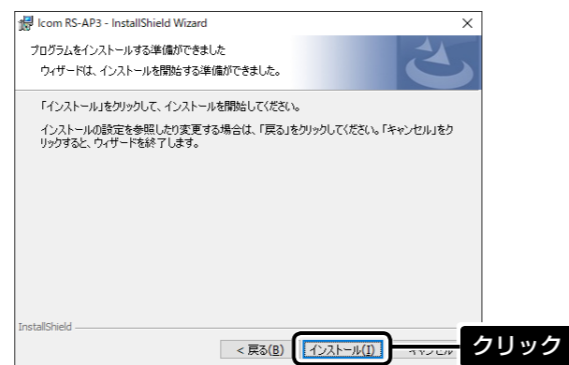 Icom RS-AP3 - InstallShield Wizard
プログラムをインストールする準備ができました
ウィザードは、インストールを開始する準備ができました。
「インストール」をクリックして、インストールを開始してください。
インストールの設定を参照したり変更する場合は、「戻る」をクリックしてください。「キャンセル」をク
リックすると、ウィザードを終了します。
InstallShield
< 戻る(B)
インストール(I)
クリック